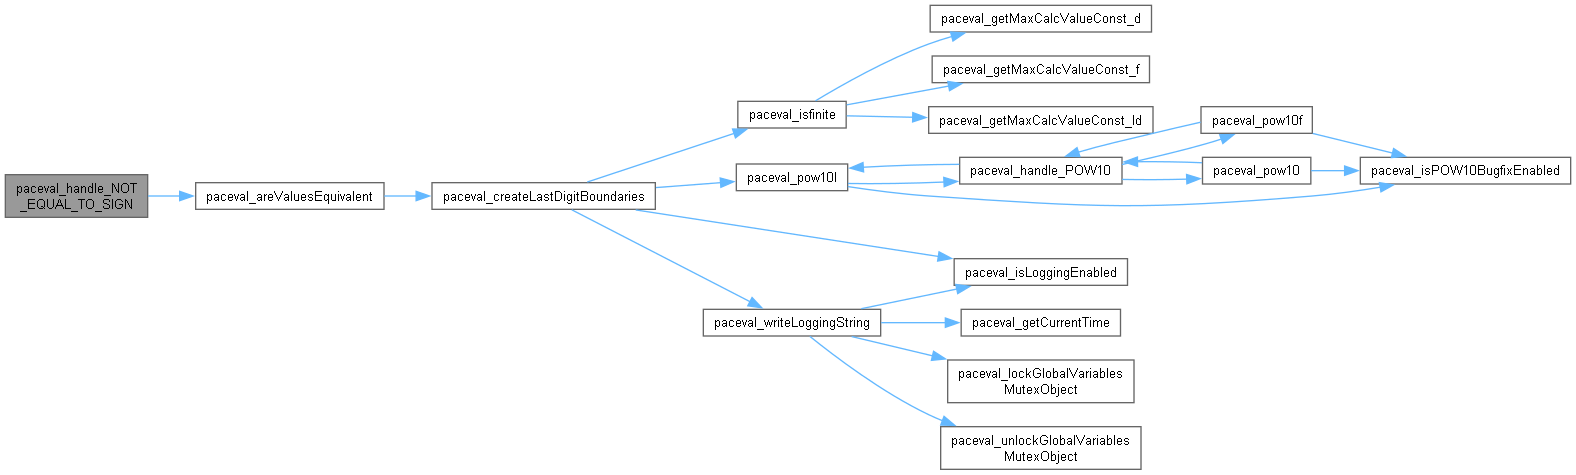 paceval_getMaxCalcValueConst_d
paceval_getMaxCalcValueConst_f
paceval_isfinite
paceval_getMaxCalcValueConst_ld
paceval_pow10f
paceval_handle_POW10
paceval_pow10
paceval_isPOW10BugfixEnabled
paceval_pow10l
paceval_handle_NOT
_EQUAL_TO_SIGN
paceval_areValuesEquivalent
paceval_createLastDigitBoundaries
paceval_isLoggingEnabled
paceval_writeLoggingString
paceval_getCurrentTime
paceval_lockGlobalVariables
MutexObject
paceval_unlockGlobalVariables
MutexObject